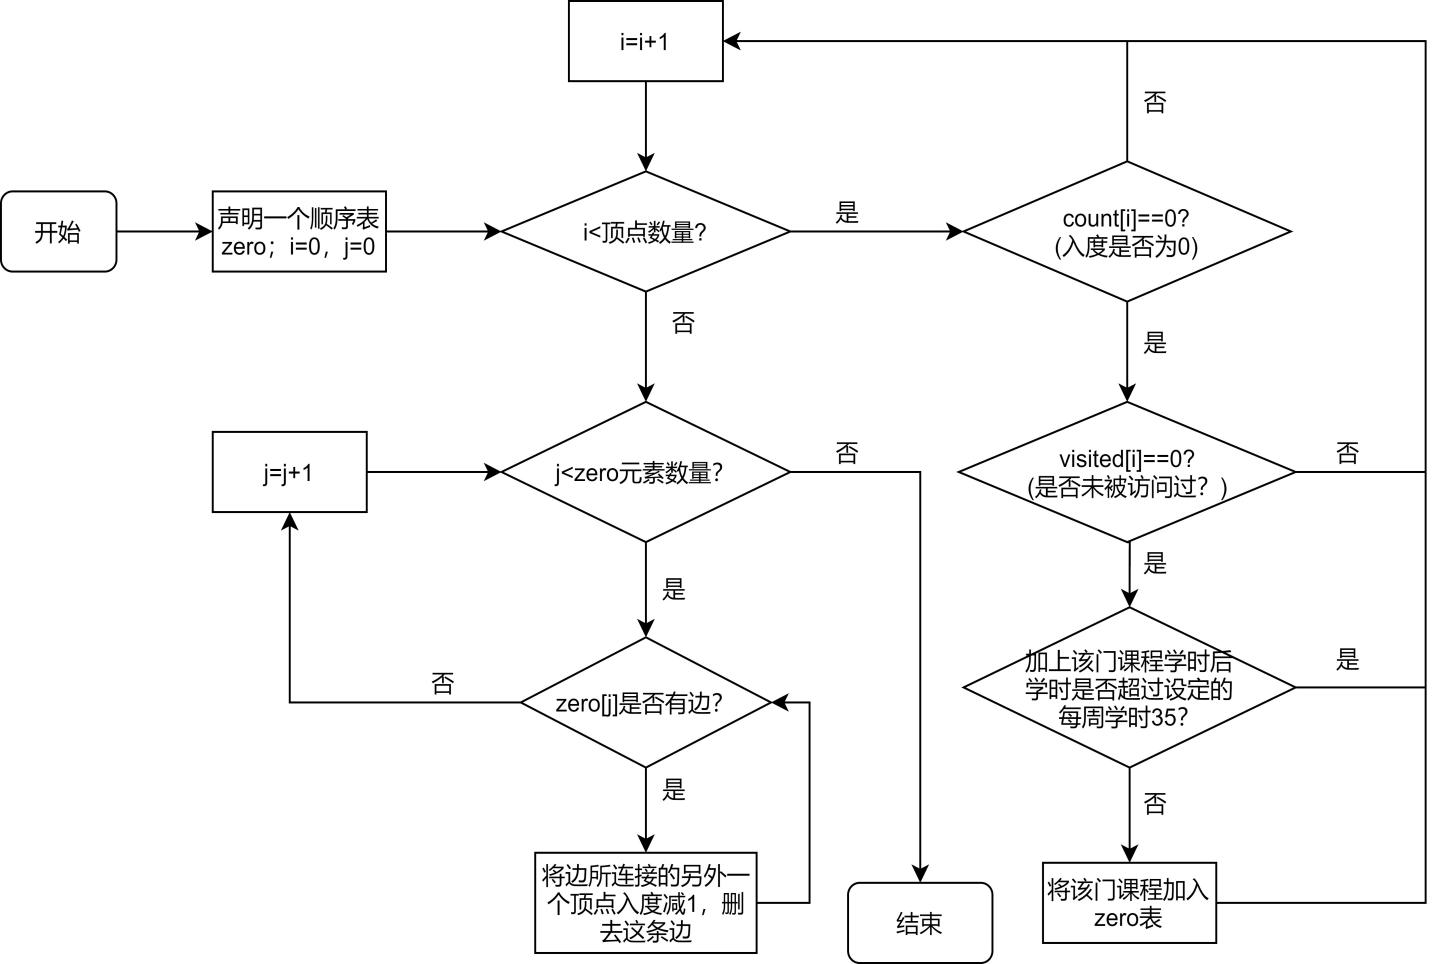 i=i+1
否
开始
声明一个顺序表
zero；i=0，j=0
i<顶点数量？
是
count[i]==0?
(入度是否为0)
否
是
j=j+1
j<zero元素数量？
否
visited[i]==0?
(是否未被访问过？)
否
是
是
否
zero[j]是否有边？
加上该门课程学时后
学时是否超过设定的
每周学时35？
是
是
否
将边所连接的另外一
个顶点入度减1，删
去这条边
结束
将该门课程加入
zero表